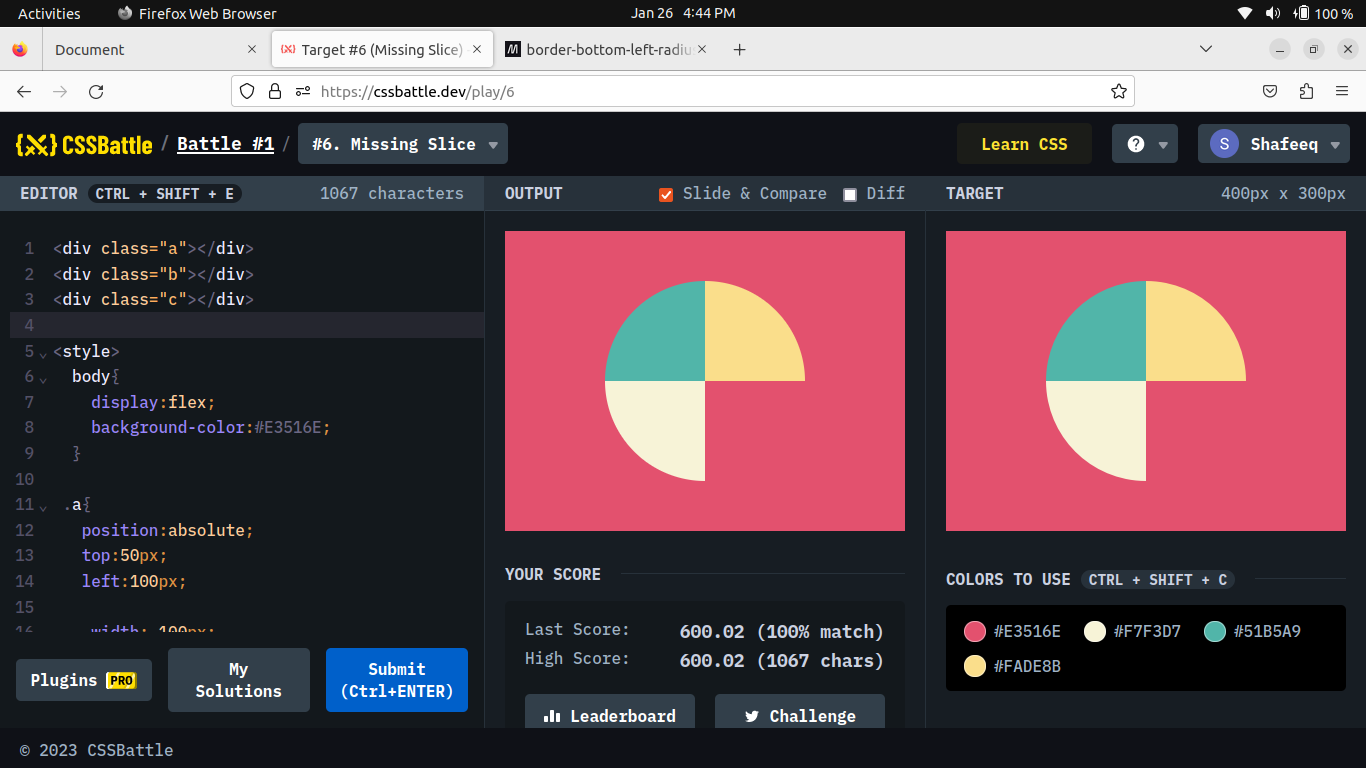 Activities Firefox Web Browser Jan 26 4:44 PM 100 %
Document Target #6 (Missing Slice) border-bottom-left-radiu
https://cssbattle.dev/play/6
{X} CSSBattle / Battle #1 / #6. Missing Slice Learn CSS ? S Shafeeq
EDITOR CTRL + SHIFT + E 1067 characters OUTPUT Slide & Compare Diff TARGET 400px x 300px
1 <div class="a"></div>
2 <div class="b"></div>
3 <div class="c"></div>
4
5 <style>
6 body{
7 display:flex;
8 background-color:#E3516E;
9 }
10
11 .a{
12 position:absolute;
13 top:50px;
14 left:100px;
15
16 width: 100px;
Plugins PRO
My Solutions
Submit (Ctrl+ENTER)
YOUR SCORE
Last Score: 600.02 (100% match)
High Score: 600.02 (1067 chars)
Leaderboard Challenge
COLORS TO USE CTRL + SHIFT + C
#E3516E #F7F3D7 #51B5A9
#FADE8B
© 2023 CSSBattle